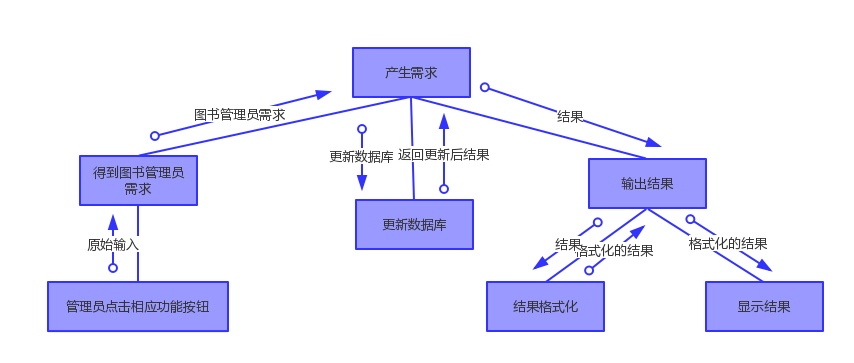 产生需求
图书管理员需求
结果
更新数据库
返回更新后结果
得到图书管理员
需求
输出结果
更新数据库
原始输入
结果
格式化的结果
格式化的结果
管理员点击相应功能按钮
结果格式化
显示结果